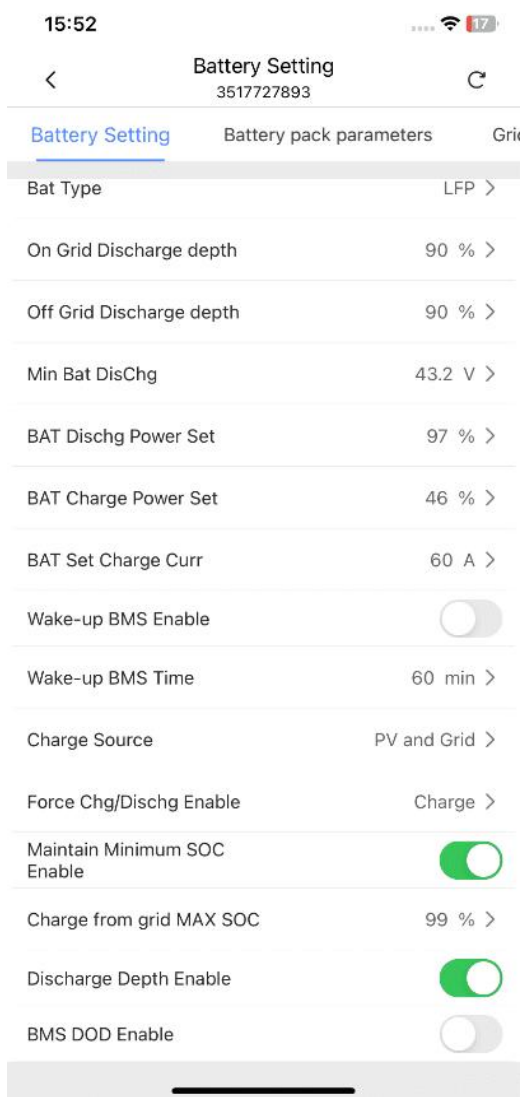 15:52
17
Battery Setting
3517727893
Battery Setting
Battery pack parameters
Gric
Bat Type
LFP
On Grid Discharge depth
90 %
Off Grid Discharge depth
90 %
Min Bat DisChg
43.2 V
BAT Dischg Power Set
97 %
BAT Charge Power Set
46 %
BAT Set Charge Curr
60 A
Wake-up BMS Enable
Wake-up BMS Time
60 min
Charge Source
PV and Grid
Force Chg/Dischg Enable
Charge
Maintain Minimum SOC
Enable
Charge from grid MAX SOC
99 %
Discharge Depth Enable
BMS DOD Enable